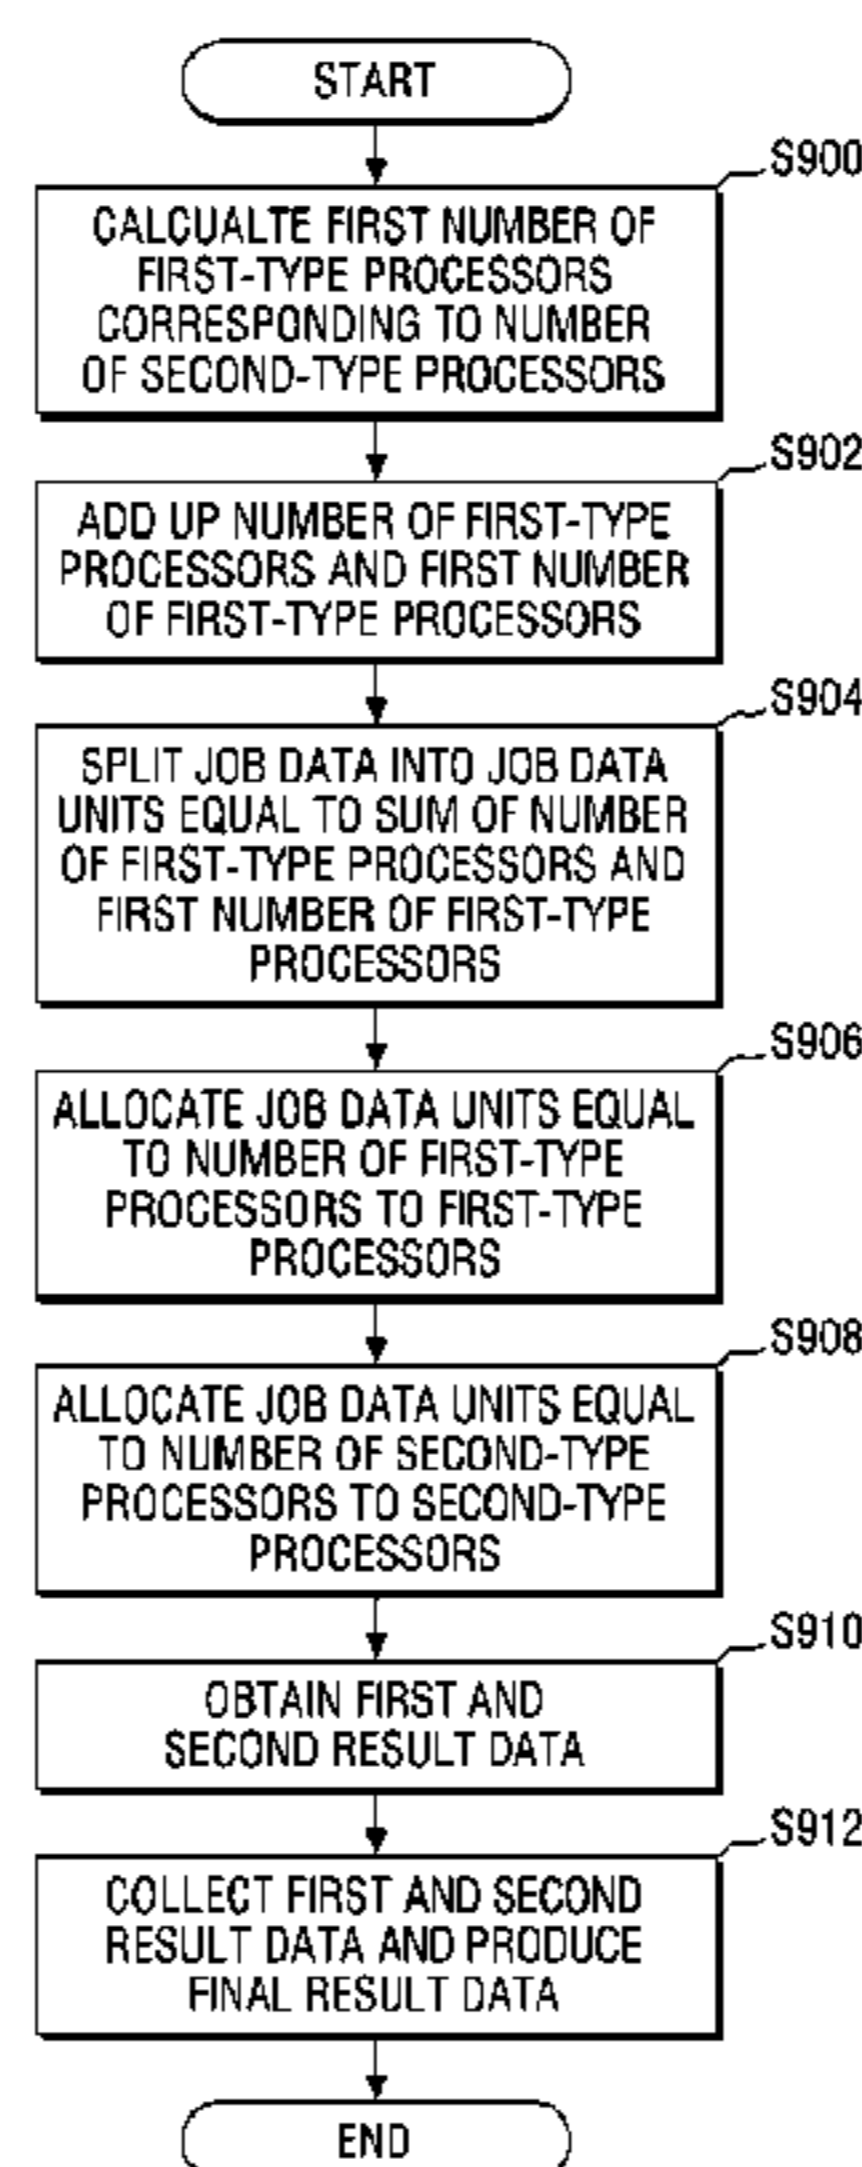 START
S900
CALCUALTE FIRST NUMBER OF
FIRST-TYPE PROCESSORS
CORRESPONDING TO NUMBER
OF SECOND-TYPE PROCESSORS
S902
ADD UP NUMBER OF FIRST-TYPE
PROCESSORS AND FIRST NUMBER
OF FIRST-TYPE PROCESSORS
S904
SPLIT JOB DATA INTO JOB DATA
UNITS EQUAL TO SUM OF NUMBER
OF FIRST-TYPE PROCESSORS AND
FIRST NUMBER OF FIRST-TYPE
PROCESSORS
S906
ALLOCATE JOB DATA UNITS EQUAL
TO NUMBER OF FIRST-TYPE
PROCESSORS TO FIRST-TYPE
PROCESSORS
S908
ALLOCATE JOB DATA UNITS EQUAL
TO NUMBER OF SECOND-TYPE
PROCESSORS TO SECOND-TYPE
PROCESSORS
S910
OBTAIN FIRST AND
SECOND RESULT DATA
S912
COLLECT FIRST AND SECOND
RESULT DATA AND PRODUCE
FINAL RESULT DATA
END